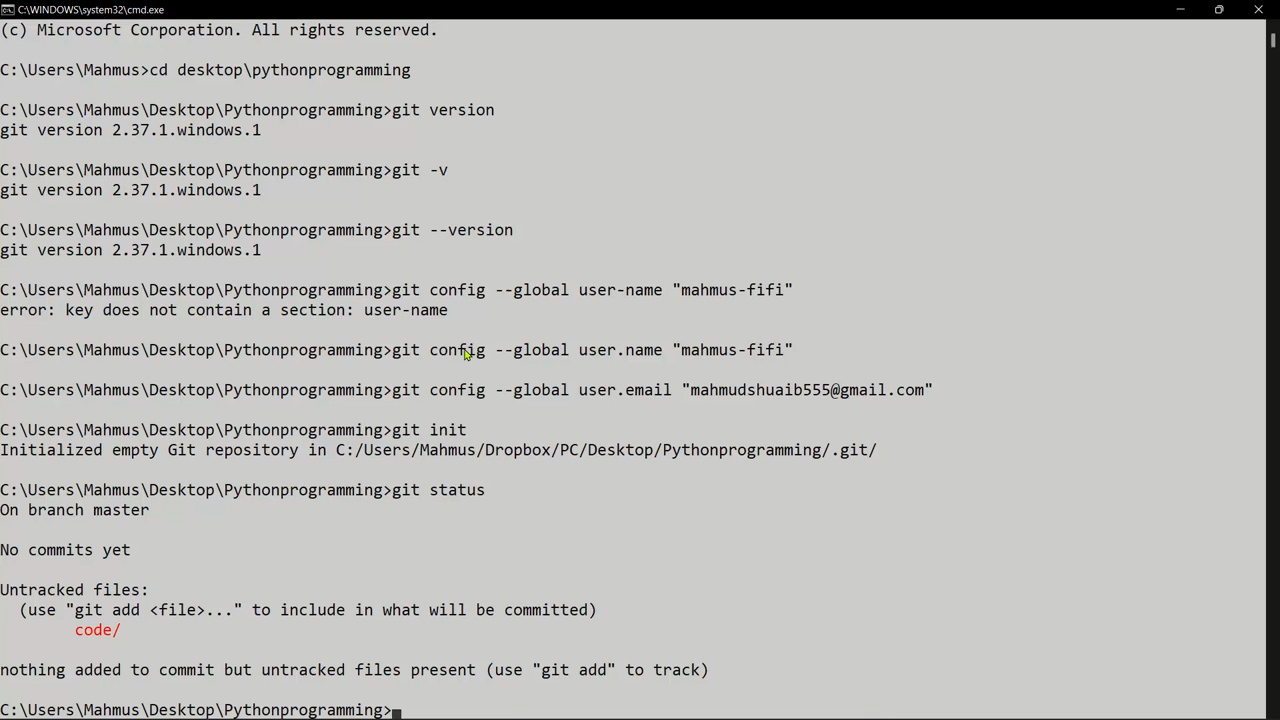 C:\WINDOWS\system32\cmd.exe
(c) Microsoft Corporation. All rights reserved.
C:\Users\Mahmus>cd desktop\pythonprogramming
C:\Users\Mahmus\Desktop\Pythonprogramming>git version
git version 2.37.1.windows.1
C:\Users\Mahmus\Desktop\Pythonprogramming>git -v
git version 2.37.1.windows.1
C:\Users\Mahmus\Desktop\Pythonprogramming>git --version
git version 2.37.1.windows.1
C:\Users\Mahmus\Desktop\Pythonprogramming>git config --global user-name "mahmus-fifi"
error: key does not contain a section: user-name
C:\Users\Mahmus\Desktop\Pythonprogramming>git config --global user.name "mahmus-fifi"
C:\Users\Mahmus\Desktop\Pythonprogramming>git config --global user.email "mahmudshuaib555@gmail.com"
C:\Users\Mahmus\Desktop\Pythonprogramming>git init
Initialized empty Git repository in C:/Users/Mahmus/Dropbox/PC/Desktop/Pythonprogramming/.git/
C:\Users\Mahmus\Desktop\Pythonprogramming>git status
On branch master
No commits yet
Untracked files:
(use "git add <file>..." to include in what will be committed)
code/
nothing added to commit but untracked files present (use "git add" to track)
C:\Users\Mahmus\Desktop\Pythonprogramming>